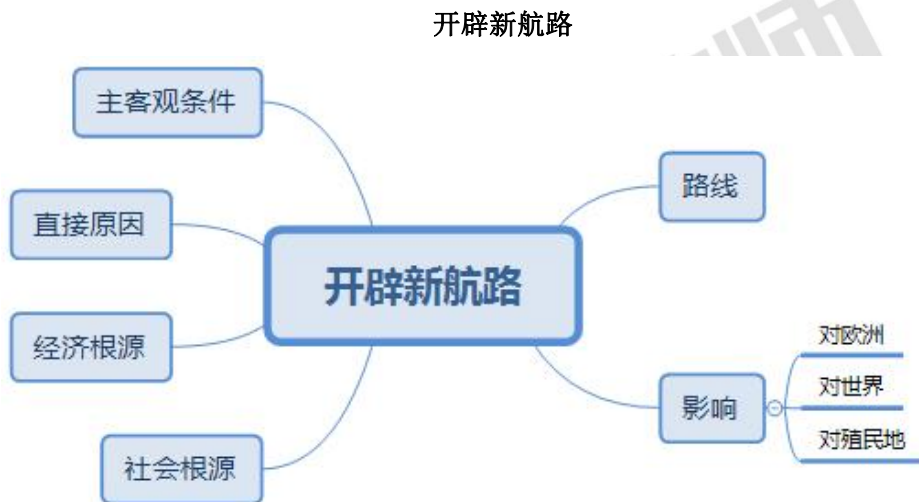 开辟新航路
主客观条件
直接原因
经济根源
社会根源
开辟新航路
路线
影响
对欧洲
对世界
对殖民地